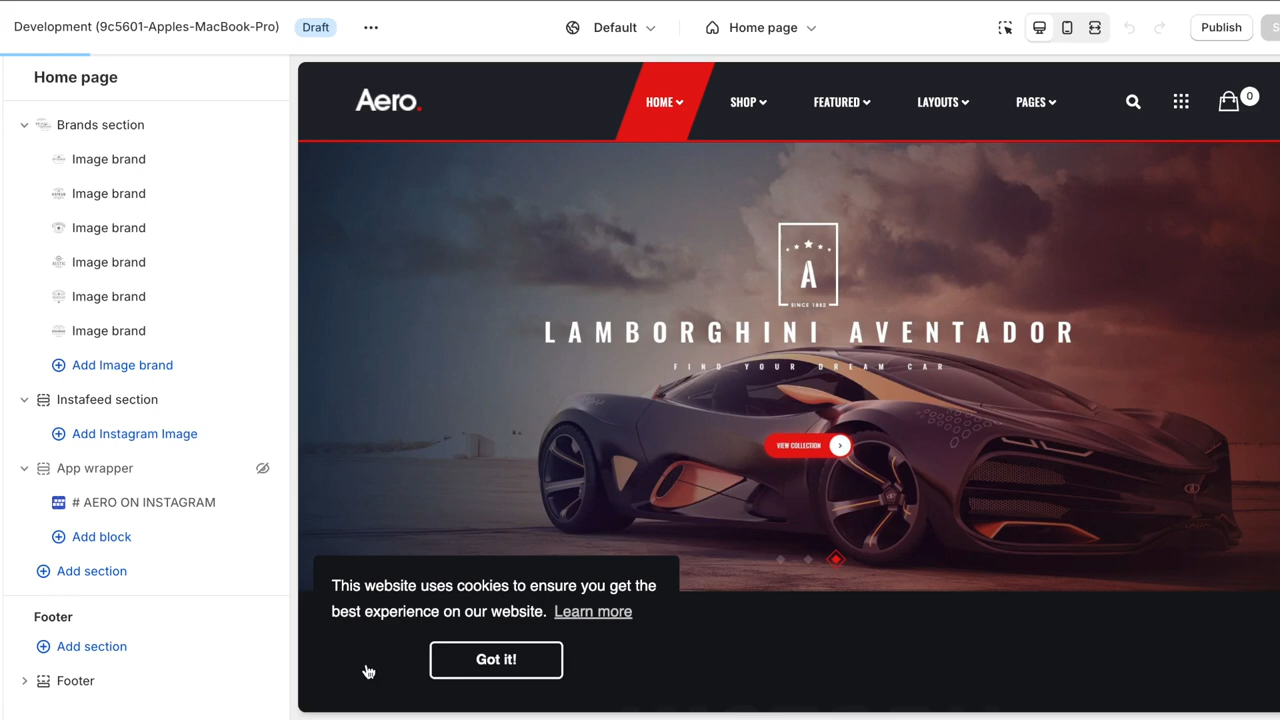 Development (9c5601-Apples-MacBook-Pro) Draft ••• Default Home page Publish S
Home page
Brands section
Image brand
Image brand
Image brand
Image brand
Image brand
Image brand
Add Image brand
Instafeed section
Add Instagram Image
App wrapper
# AERO ON INSTAGRAM
Add block
Add section
Footer
Add section
Footer
Aero. HOME SHOP FEATURED LAYOUTS PAGES 0
A
SINCE 1882
LAMBORGHINI AVENTADOR
FIND YOUR DREAM CAR
VIEW COLLECTION
This website uses cookies to ensure you get the
best experience on our website. Learn more
Got it!